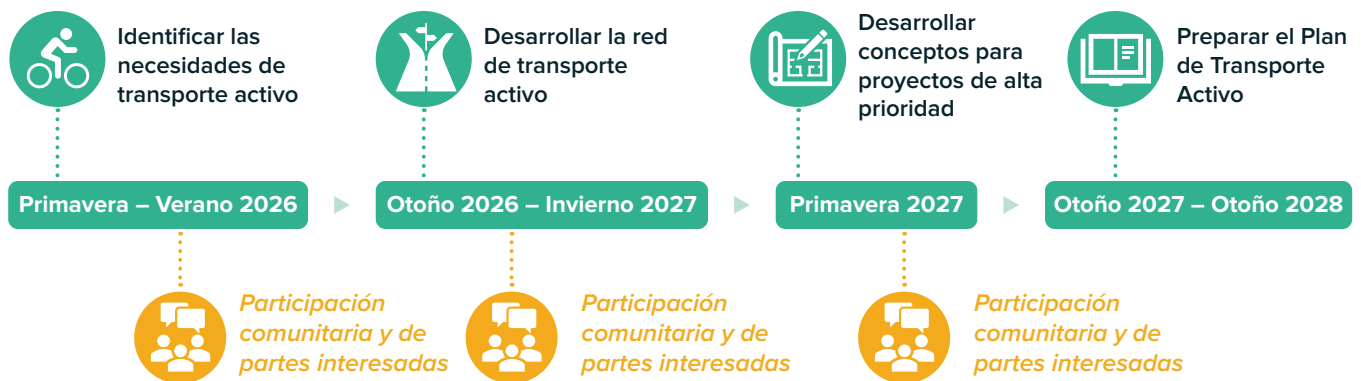 Identificar las
necesidades de
transporte activo
Desarrollar la red
de transporte
activo
Desarrollar
conceptos para
proyectos de alta
prioridad
Preparar el Plan
de Transporte
Activo
Primavera – Verano 2026
Otoño 2026 – Invierno 2027
Primavera 2027
Otoño 2027 – Otoño 2028
Participación
comunitaria y de
partes interesadas
Participación
comunitaria y de
partes interesadas
Participación
comunitaria y de
partes interesadas